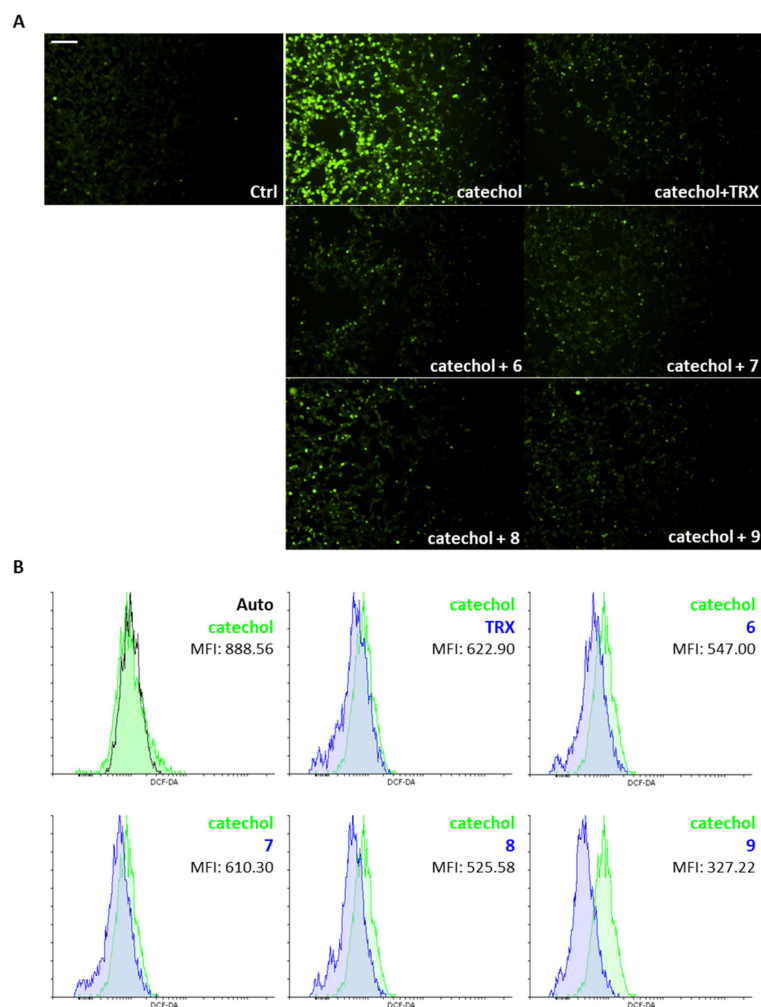 A
Ctrl
catechol
catechol+TRX
catechol + 6
catechol + 7
catechol + 8
catechol + 9
B
Auto
catechol
MFI: 888.56
DCF-DA
catechol
TRX
MFI: 622.90
DCF-DA
catechol
6
MFI: 547.00
DCF-DA
catechol
7
MFI: 610.30
DCF-DA
catechol
8
MFI: 525.58
DCF-DA
catechol
9
MFI: 327.22
DCF-DA